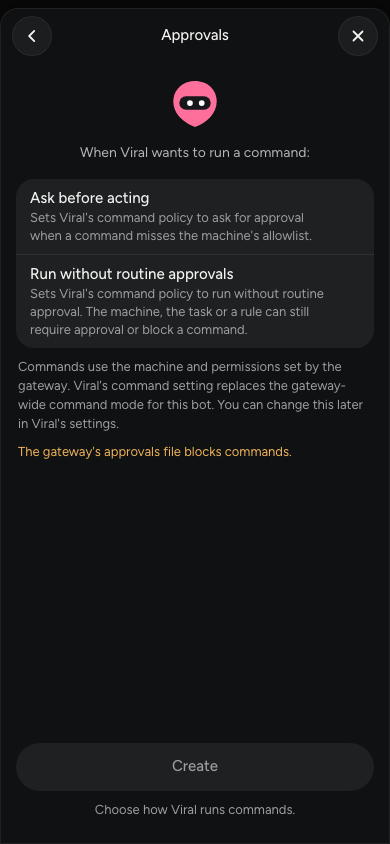 Approvals
When Viral wants to run a command:
Ask before acting
Sets Viral's command policy to ask for approval
when a command misses the machine's allowlist.
Run without routine approvals
Sets Viral's command policy to run without routine
approval. The machine, the task or a rule can still
require approval or block a command.
Commands use the machine and permissions set by the
gateway. Viral's command setting replaces the gateway-
wide command mode for this bot. You can change this later
in Viral's settings.
The gateway's approvals file blocks commands.
Create
Choose how Viral runs commands.